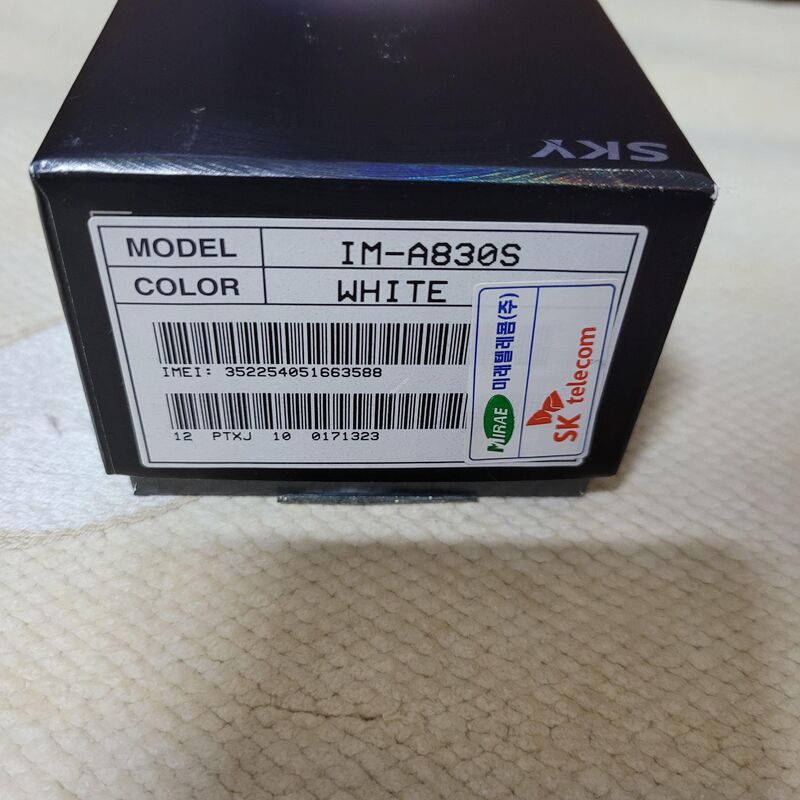 SKY
MODEL IM-A830S
COLOR WHITE
IMEI: 352254051663588
12 PTXJ 10 0171323
MIRAE 미래텔레콤(주)
SK telecom